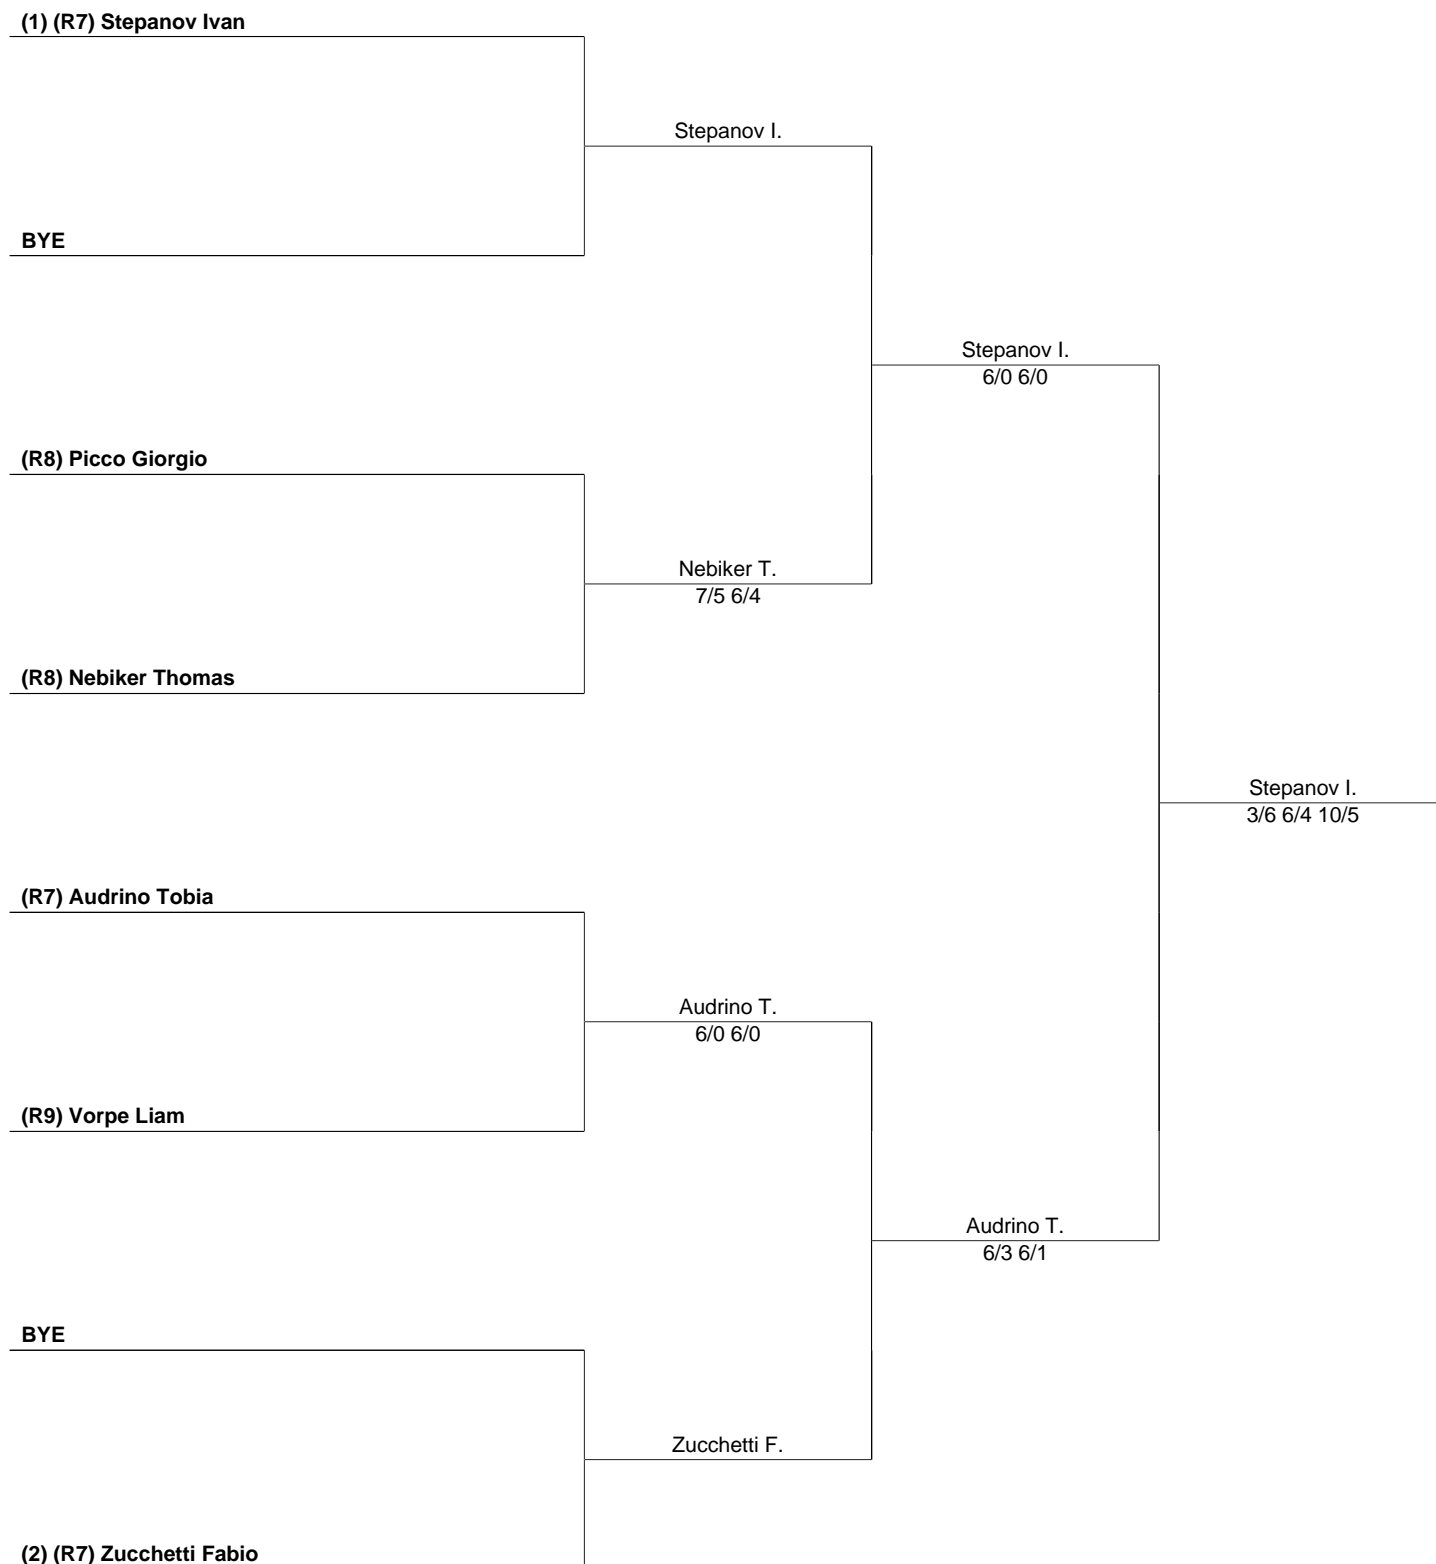 (1) (R7) Stepanov Ivan
Stepanov I.
BYE
Stepanov I.
6/0 6/0
(R8) Picco Giorgio
Nebiker T.
7/5 6/4
(R8) Nebiker Thomas
Stepanov I.
3/6 6/4 10/5
(R7) Audrino Tobia
Audrino T.
6/0 6/0
(R9) Vorpe Liam
Audrino T.
6/3 6/1
BYE
Zucchetti F.
(2) (R7) Zucchetti Fabio